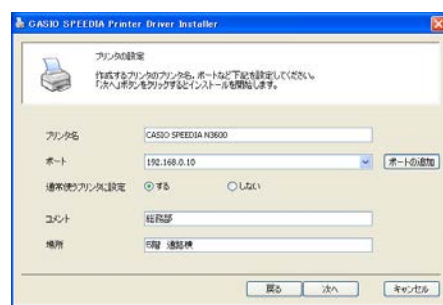 CASIO SPEEDIA Printer Driver Installer
プリンタの設定
作成するプリンタのプリンタ名、ポートなど下記を設定してください。
「次へ」ボタンをクリックするとインストールを開始します。
プリンタ名
CASIO SPEEDIA N3600
ポート
192.168.0.10
ポートの追加
通常使うプリンタに設定
する
しない
コメント
総務部
場所
5階 通路横
戻る
次へ
キャンセル